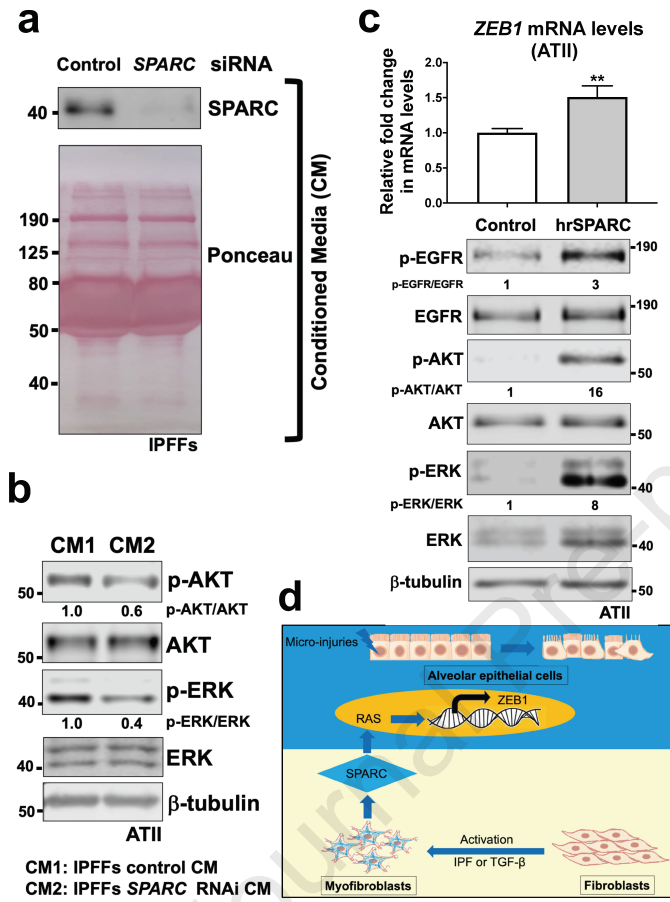 a
Control SPARC siRNA
40
SPARC
190
125
80
50
40
Ponceau
Conditioned Media (CM)
IPFFs
b
CM1 CM2
50
p-AKT
1.0 0.6 p-AKT/AKT
50
AKT
40
p-ERK
1.0 0.4 p-ERK/ERK
40
ERK
50
β-tubulin
ATII
CM1: IPFFs control CM
CM2: IPFFs SPARC RNAi CM
c
ZEB1 mRNA levels
(ATII)
Relative fold change
in mRNA levels
2.0
1.5
1.0
0.5
0.0
**
Control hrSPARC
p-EGFR
190
p-EGFR/EGFR 1 3
EGFR
190
p-AKT
50
p-AKT/AKT 1 16
AKT
50
p-ERK
40
p-ERK/ERK 1 8
ERK
40
β-tubulin
50
ATII
d
Micro-injuries
Alveolar epithelial cells
ZEB1
RAS
SPARC
Activation
IPF or TGF-β
Myofibroblasts
Fibroblasts